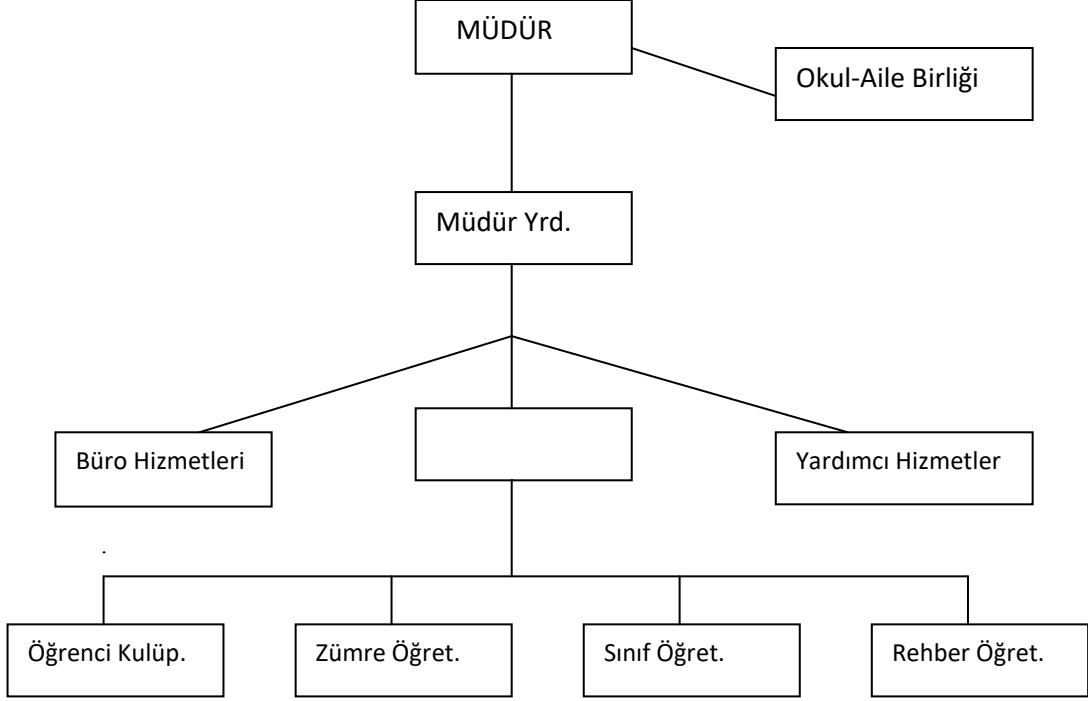 MÜDÜR
Okul-Aile Birliği
Müdür Yrd.
Büro Hizmetleri
Yardımcı Hizmetler
.
Öğrenci Kulüp.
Zümre Öğret.
Sınıf Öğret.
Rehber Öğret.